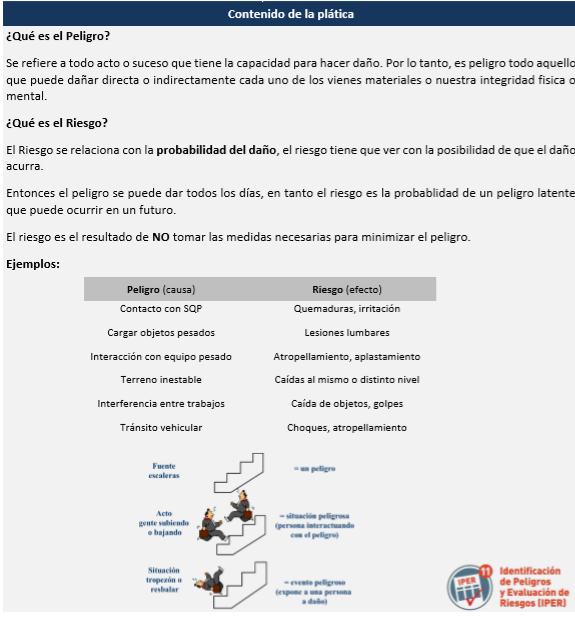 Contenido de la plática
¿Qué es el Peligro?
Se refiere a todo acto o suceso que tiene la capacidad para hacer daño. Por lo tanto, es peligro todo aquello
que puede dañar directa o indirectamente cada uno de los vienes materiales o nuestra integridad fisica o
mental.
¿Qué es el Riesgo?
El Riesgo se relaciona con la probabilidad del daño, el riesgo tiene que ver con la posibilidad de que el daño
acurra.
Entonces el peligro se puede dar todos los días, en tanto el riesgo es la probablidad de un peligro latente
que puede ocurrir en un futuro.
El riesgo es el resultado de NO tomar las medidas necesarias para minimizar el peligro.
Ejemplos:
Peligro (causa) Riesgo (efecto)
Contacto con SQP Quemaduras, irritación
Cargar objetos pesados Lesiones lumbares
Interacción con equipo pesado Atropellamiento, aplastamiento
Terreno inestable Caídas al mismo o distinto nivel
Interferencia entre trabajos Caída de objetos, golpes
Tránsito vehicular Choques, atropellamiento
Fuente
escaleras
= un peligro
Acto
gente subiendo
o bajando
= situación peligrosa
(persona interactuando
con el peligro)
Situación
tropezón o
resbalar
= evento peligroso
(expone a una persona
a daño)
IPER
11
Identificación
de Peligros
y Evaluación de
Riesgos (IPER)